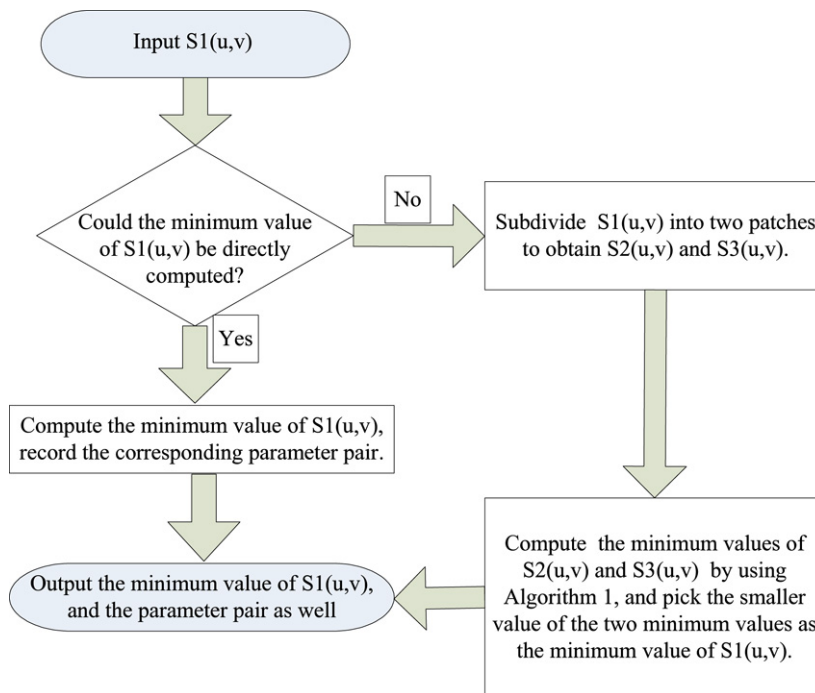 Input S1(u,v)
Could the minimum value
of S1(u,v) be directly
computed?
No
Subdivide S1(u,v) into two patches
to obtain S2(u,v) and S3(u,v).
Yes
Compute the minimum value of S1(u,v),
record the corresponding parameter pair.
Output the minimum value of S1(u,v),
and the parameter pair as well
Compute the minimum values of
S2(u,v) and S3(u,v) by using
Algorithm 1, and pick the smaller
value of the two minimum values as
the minimum value of S1(u,v).